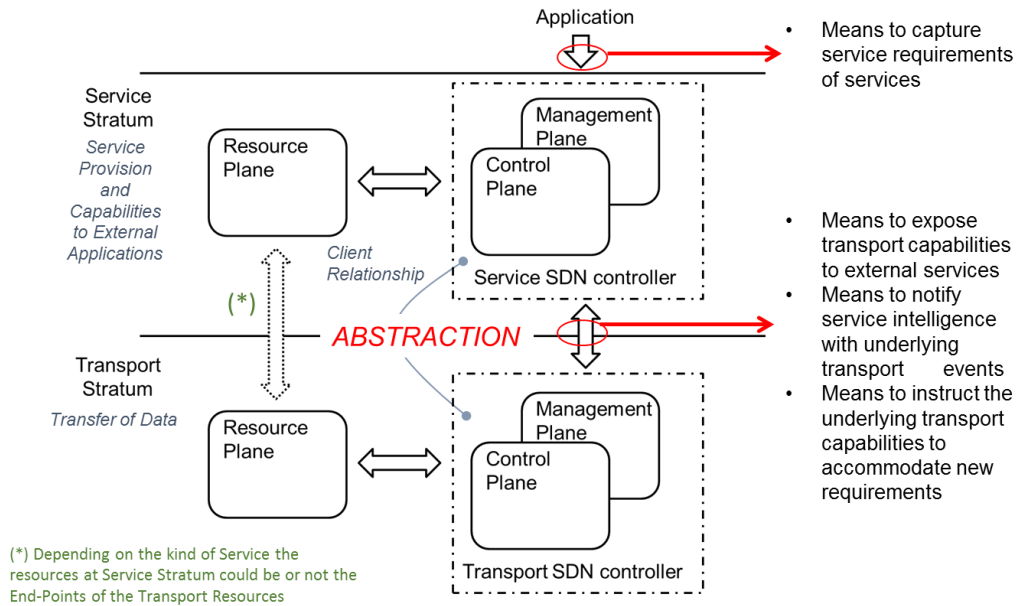 Application
• Means to capture
service requirements
of services
Service
Stratum
Service
Provision
and
Capabilities
to External
Applications
Resource
Plane
Management
Plane
Control
Plane
Service SDN controller
Client
Relationship
(*)
ABSTRACTION
• Means to expose
transport capabilities
to external services
• Means to notify
service intelligence
with underlying
transport events
• Means to instruct the
underlying transport
capabilities to
accommodate new
requirements
Transport
Stratum
Transfer of Data
Resource
Plane
Management
Plane
Control
Plane
Transport SDN controller
(*) Depending on the kind of Service the
resources at Service Stratum could be or not the
End-Points of the Transport Resources